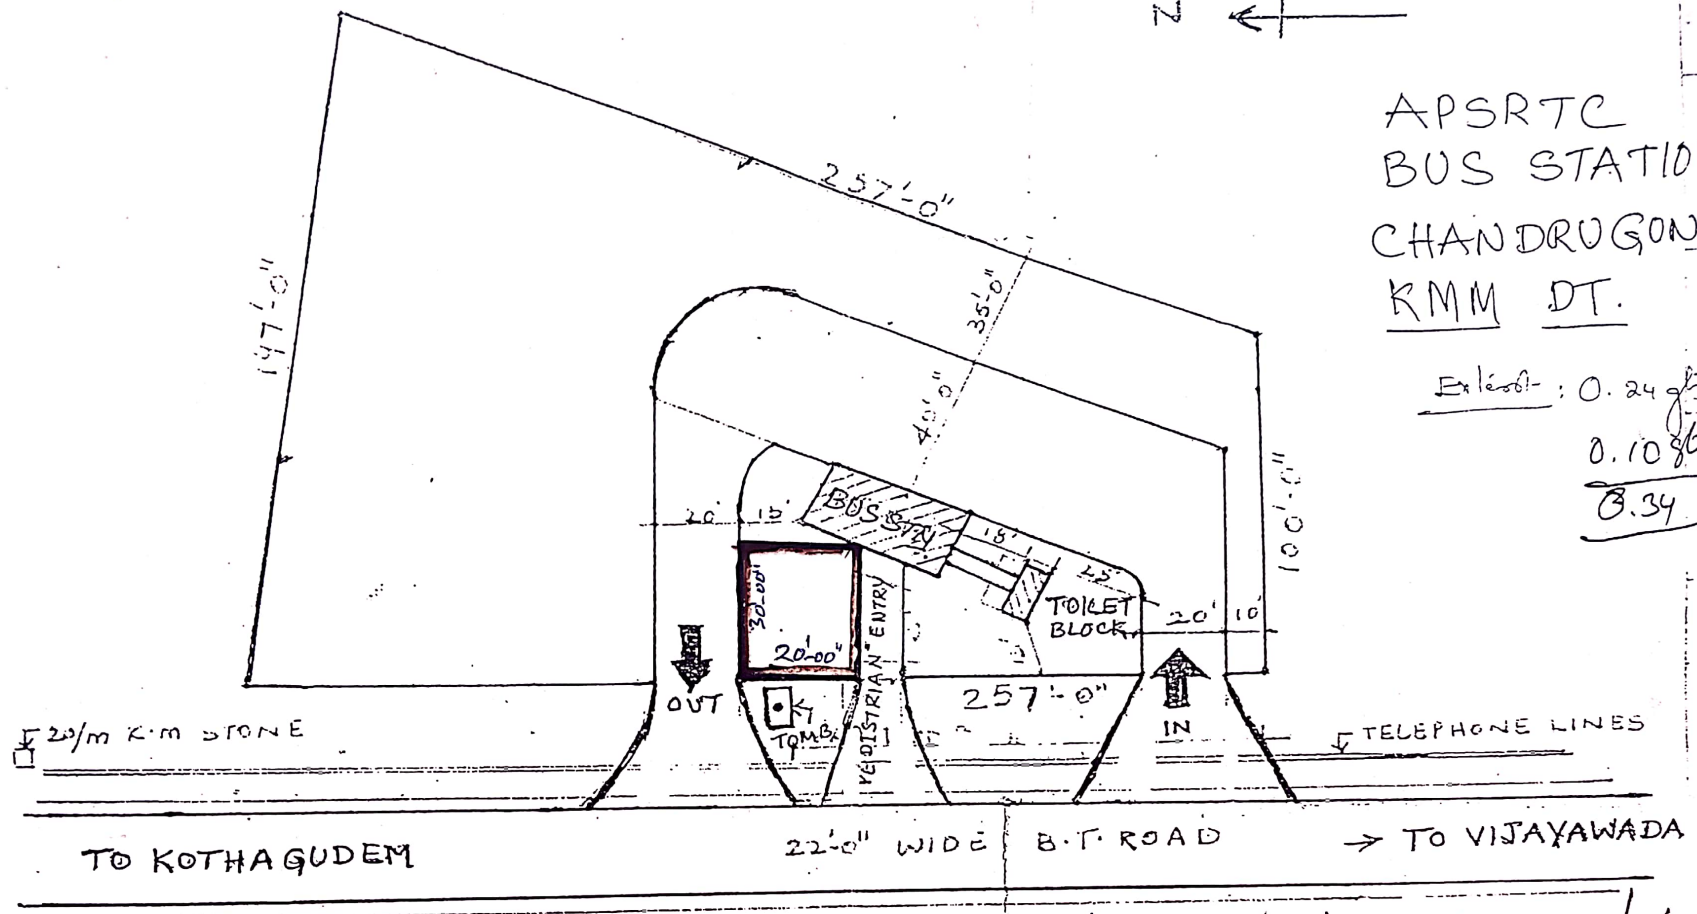 N
APSRTC
BUS STATIO
CHANDRUGON
KMM DT.
Extent : 0.24
0.10
0.34
257'-0"
147'-0"
35'-0"
40'-0"
100'-0"
20' 15'
BUS STN
18'
25'
TOILET
BLOCK
20' 10'
30'-00"
20'-00"
PEDISTRIAN ENTRY
OUT
TOMB
257'-0"
IN
20/m K.m STONE
TELEPHONE LINES
TO KOTHAGUDEM
22'-0" WIDE B.T. ROAD
→ TO VIJAYAWADA